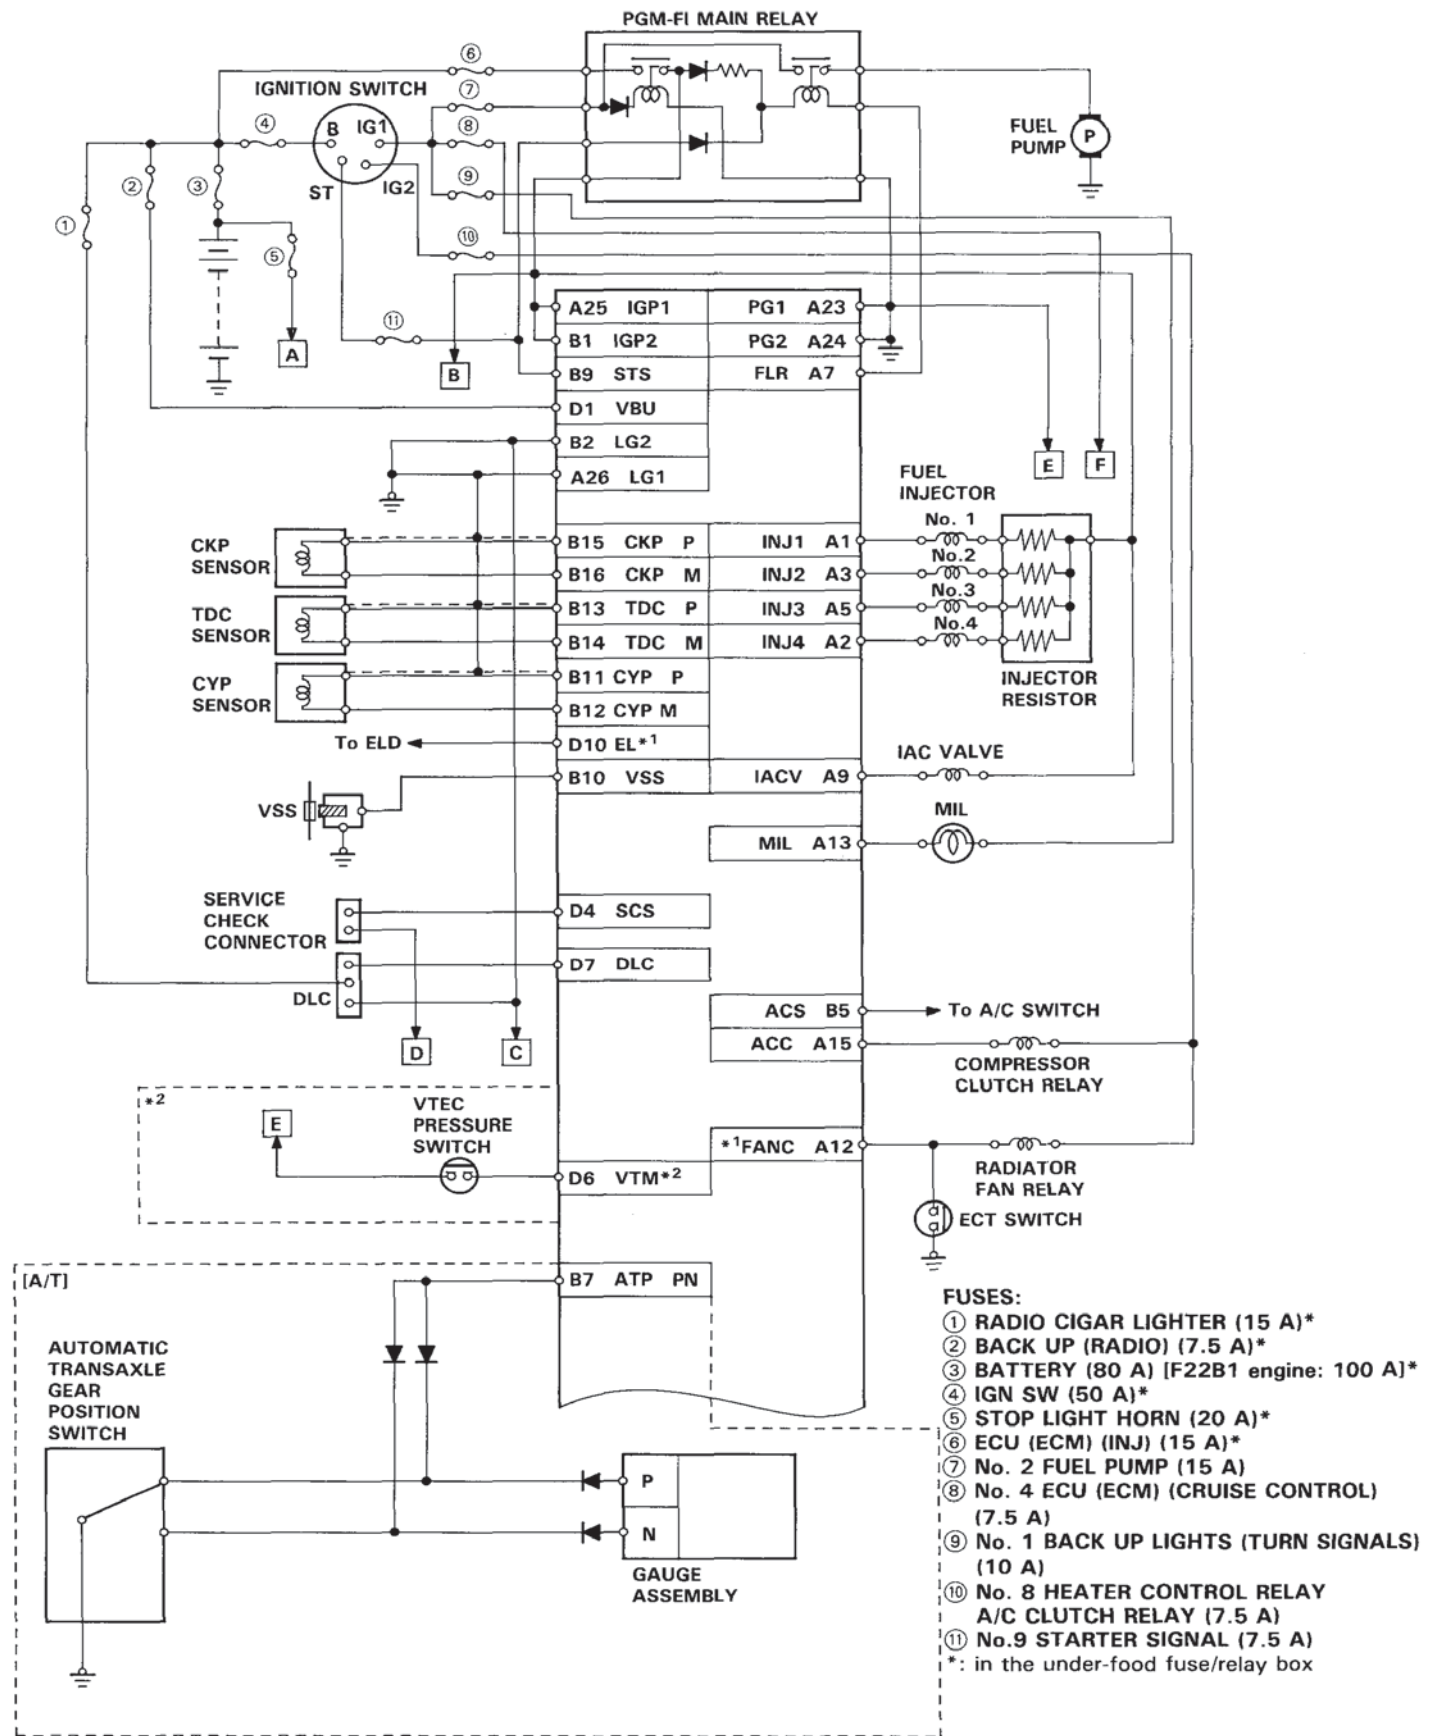 PGM-FI MAIN RELAY
⑥
IGNITION SWITCH
⑦
④
B IG1
⑧
FUEL
PUMP
P
②
③
ST
IG2
⑨
①
⑤
⑩
⑪
A
B
A25 IGP1
PG1 A23
B1 IGP2
PG2 A24
B9 STS
FLR A7
D1 VBU
B2 LG2
A26 LG1
E
F
FUEL
INJECTOR
No. 1
No.2
No.3
No.4
INJECTOR
RESISTOR
CKP
SENSOR
B15 CKP P
INJ1 A1
B16 CKP M
INJ2 A3
TDC
SENSOR
B13 TDC P
INJ3 A5
B14 TDC M
INJ4 A2
CYP
SENSOR
B11 CYP P
B12 CYP M
To ELD
D10 EL*1
VSS
B10 VSS
IACV A9
IAC VALVE
MIL
MIL A13
SERVICE
CHECK
CONNECTOR
D4 SCS
D7 DLC
DLC
ACS B5
To A/C SWITCH
ACC A15
COMPRESSOR
CLUTCH RELAY
D
C
*2
E
VTEC
PRESSURE
SWITCH
*1FANC A12
D6 VTM*2
RADIATOR
FAN RELAY
ECT SWITCH
[A/T]
B7 ATP PN
AUTOMATIC
TRANSAXLE
GEAR
POSITION
SWITCH
P
N
GAUGE
ASSEMBLY
FUSES:
① RADIO CIGAR LIGHTER (15 A)*
② BACK UP (RADIO) (7.5 A)*
③ BATTERY (80 A) [F22B1 engine: 100 A]*
④ IGN SW (50 A)*
⑤ STOP LIGHT HORN (20 A)*
⑥ ECU (ECM) (INJ) (15 A)*
⑦ No. 2 FUEL PUMP (15 A)
⑧ No. 4 ECU (ECM) (CRUISE CONTROL)
(7.5 A)
⑨ No. 1 BACK UP LIGHTS (TURN SIGNALS)
(10 A)
⑩ No. 8 HEATER CONTROL RELAY
A/C CLUTCH RELAY (7.5 A)
⑪ No.9 STARTER SIGNAL (7.5 A)
*: in the under-food fuse/relay box